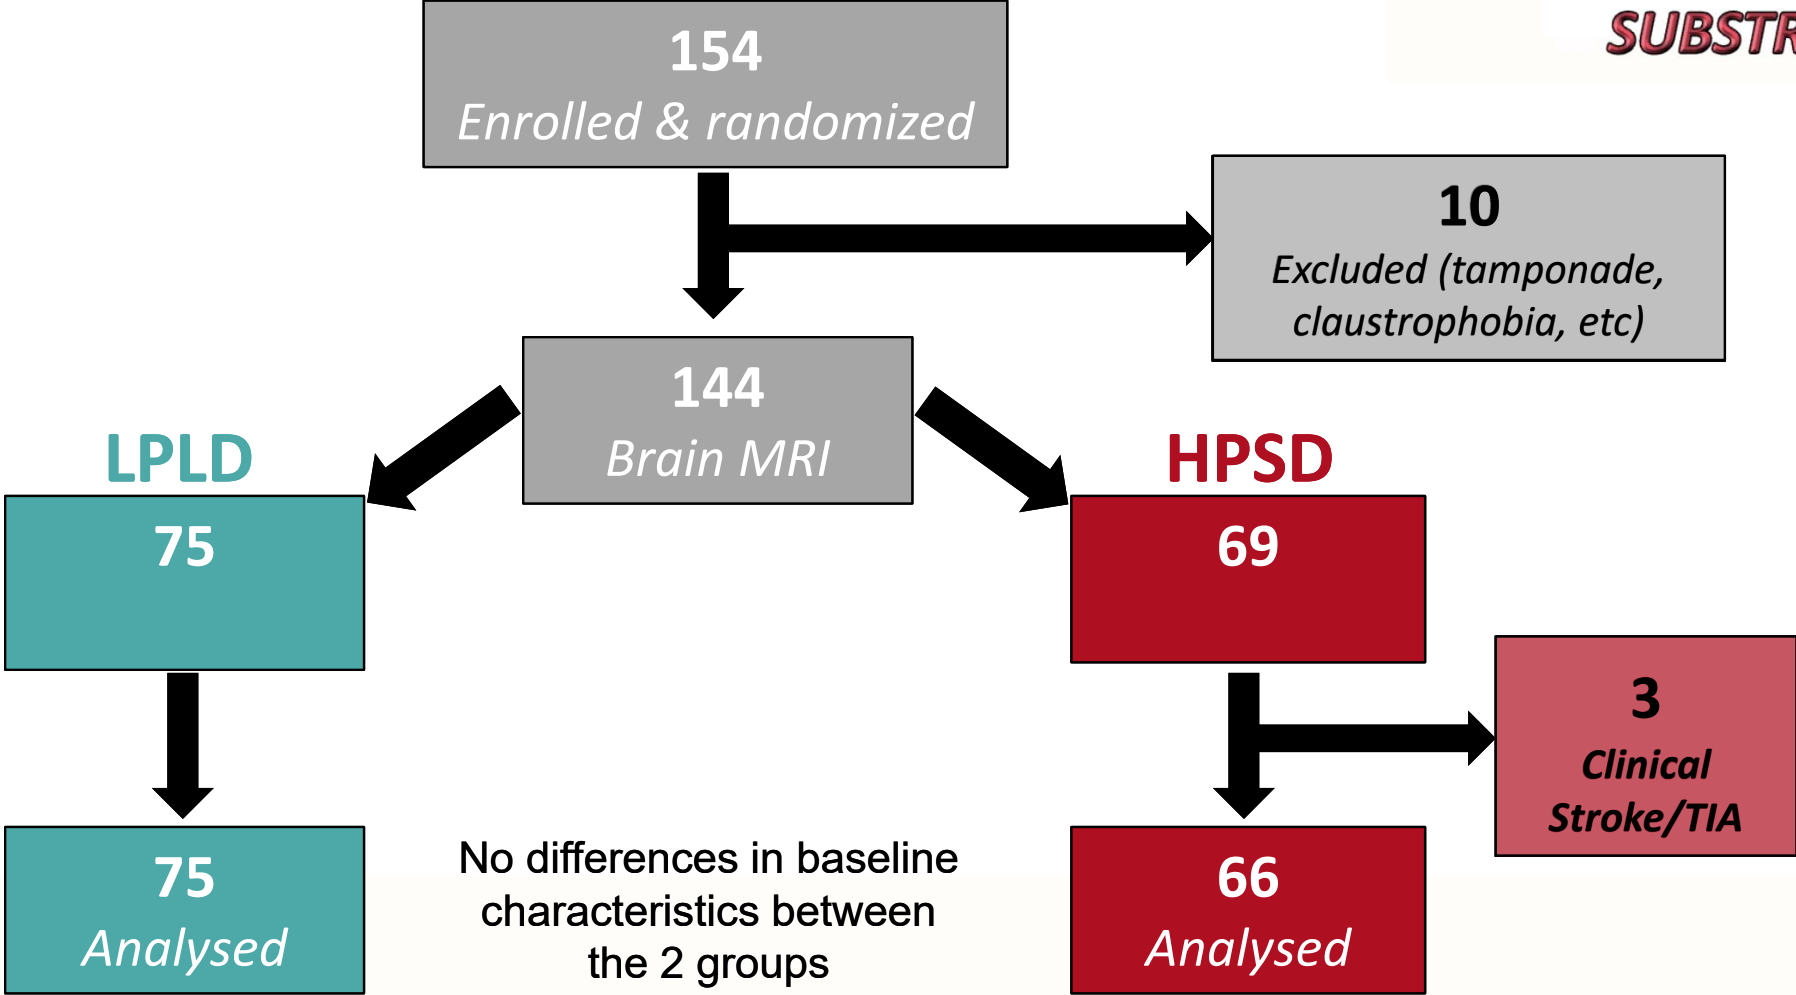 SUBSTR
154
Enrolled & randomized
10
Excluded (tamponade,
claustrophobia, etc)
144
Brain MRI
LPLD
75
HPSD
69
3
Clinical
Stroke/TIA
75
Analysed
No differences in baseline
characteristics between
the 2 groups
66
Analysed